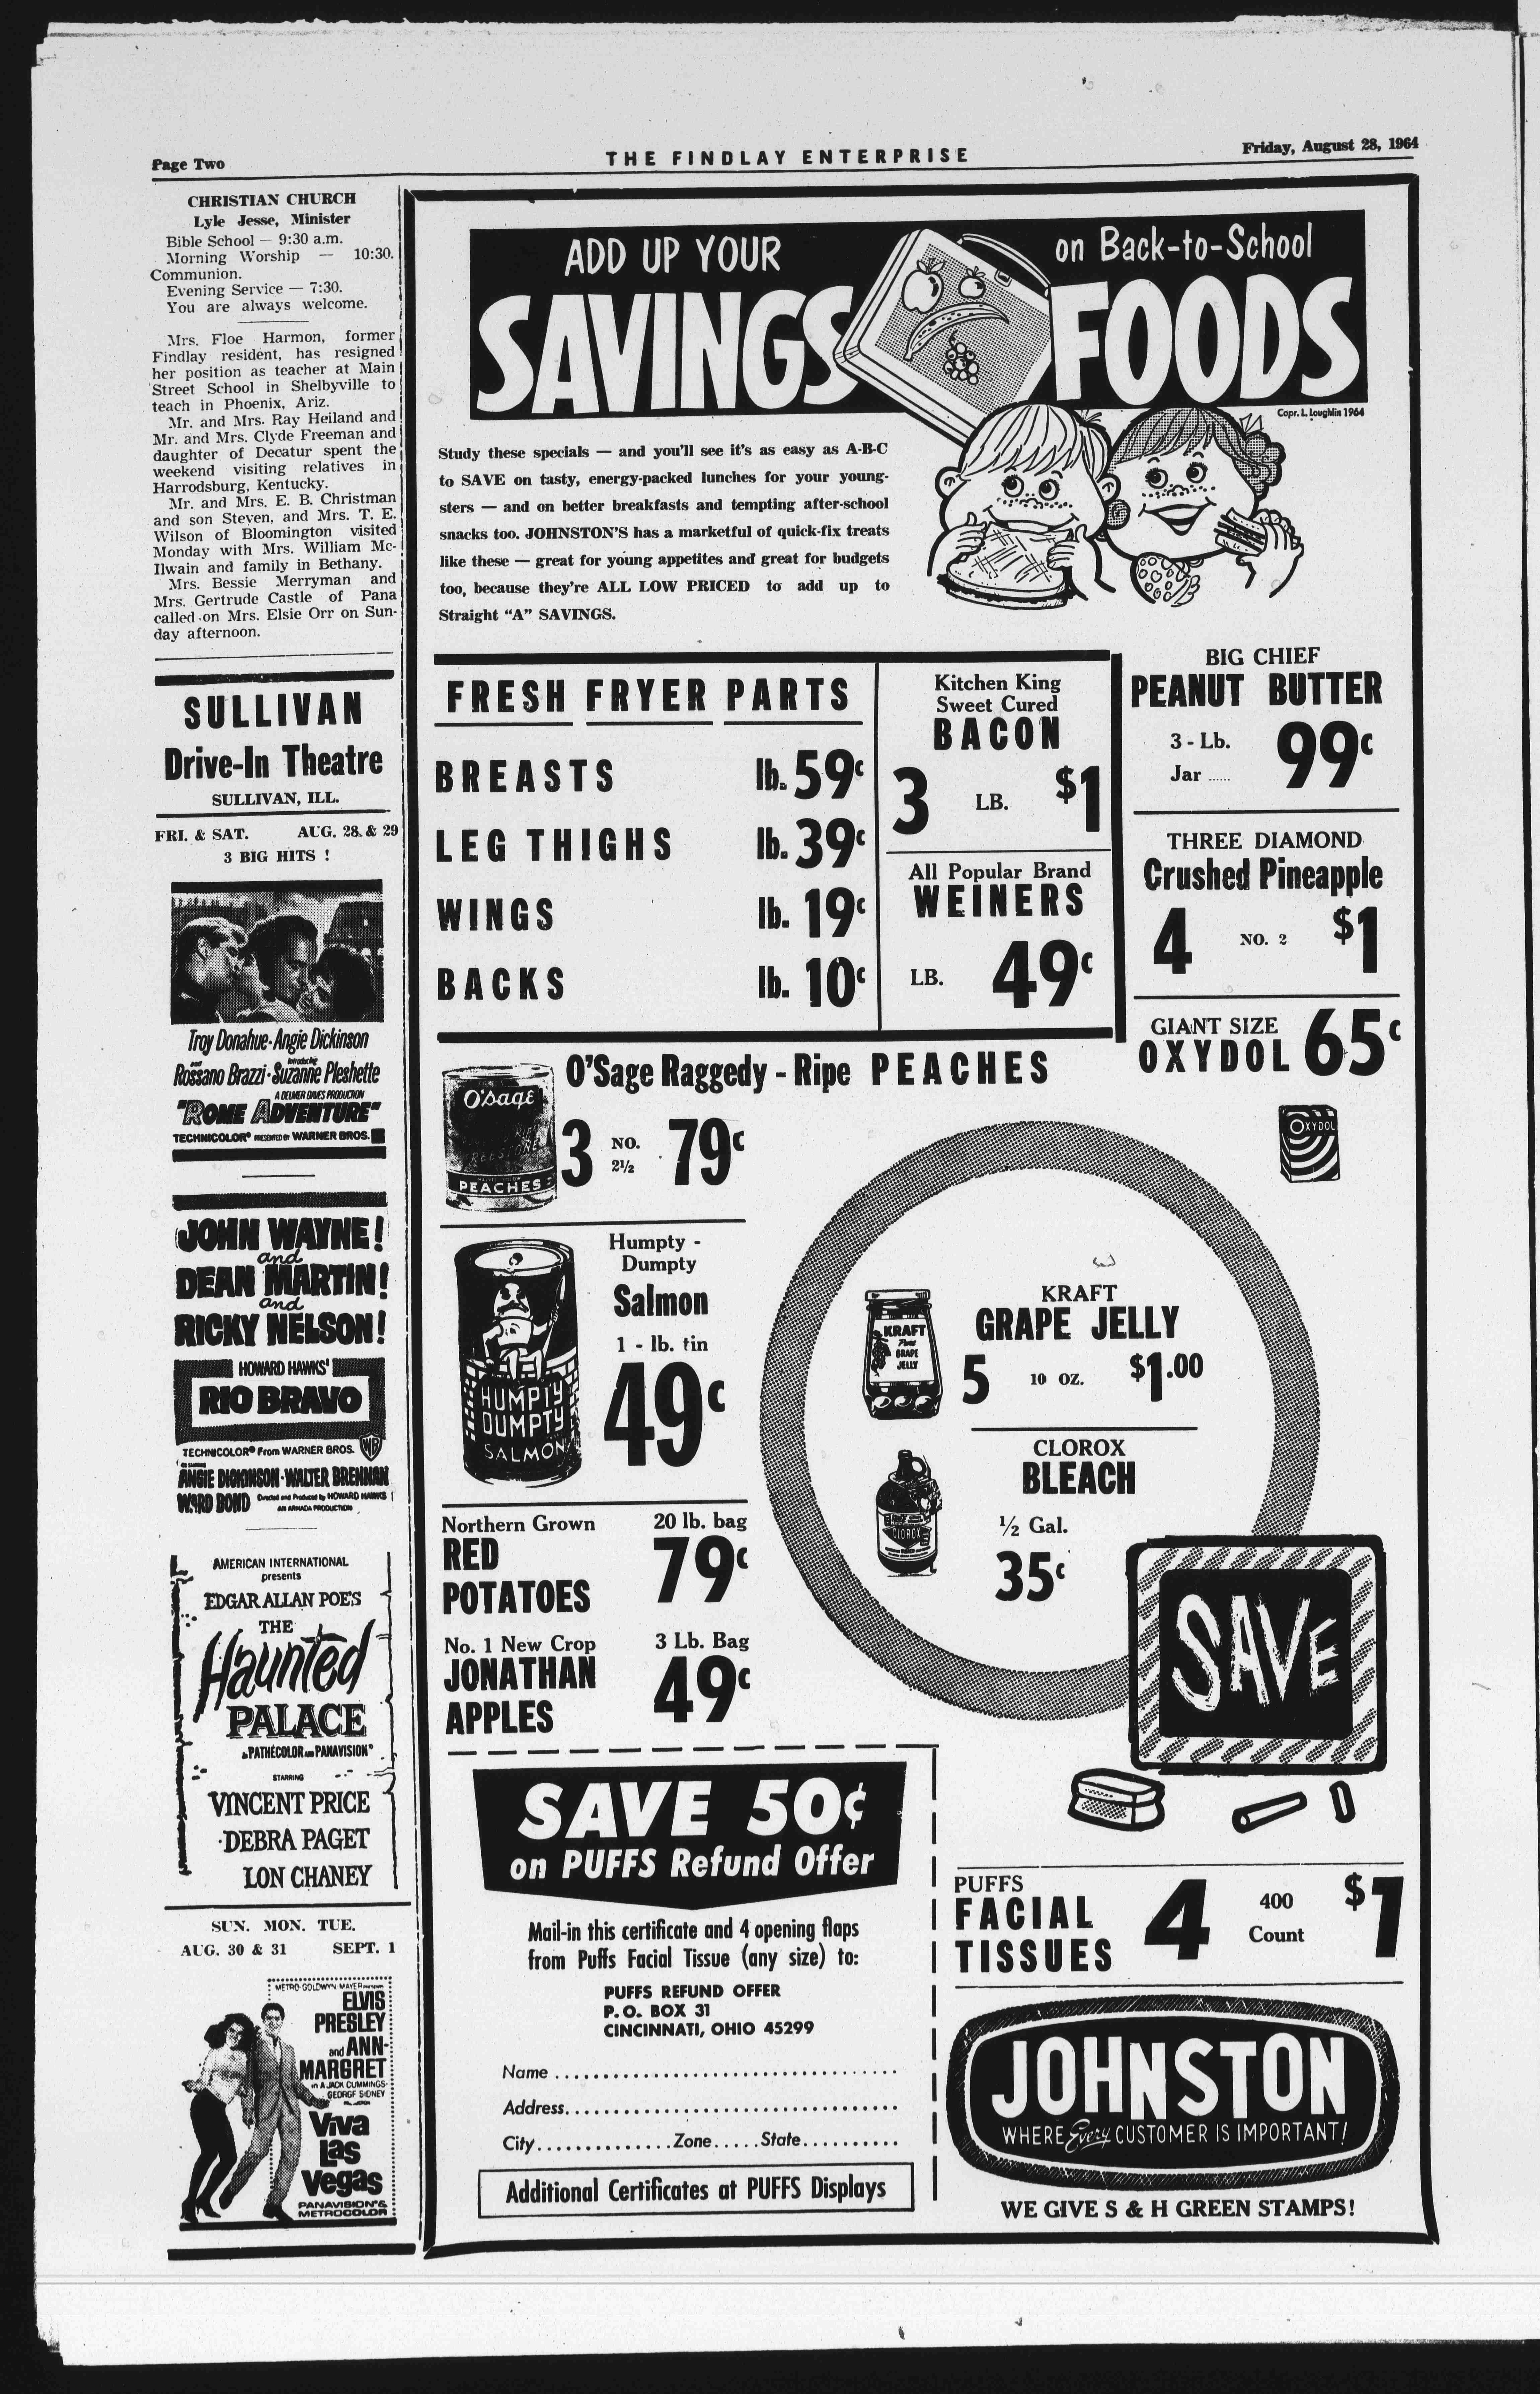 Page Two
THE FINDLAY ENTERPRISE
Friday, August 28, 1964
CHRISTIAN CHURCH
Lyle Jesse, Minister
Bible School — 9:30 a.m.
Morning Worship — 10:30.
Communion.
Evening Service — 7:30.
You are always welcome.
Mrs. Floe Harmon, former
Findlay resident, has resigned
her position as teacher at Main
Street School in Shelbyville to
teach in Phoenix, Ariz.
Mr. and Mrs. Ray Heiland and
Mr. and Mrs. Clyde Freeman and
daughter of Decatur spent the
weekend visiting relatives in
Harrodsburg, Kentucky.
Mr. and Mrs. E. B. Christman
and son Steven, and Mrs. T. E.
Wilson of Bloomington visited
Monday with Mrs. William Mc-
Ilwain and family in Bethany.
Mrs. Bessie Merryman and
Mrs. Gertrude Castle of Pana
called on Mrs. Elsie Orr on Sun-
day afternoon.
SULLIVAN
Drive-In Theatre
SULLIVAN, ILL.
FRI. & SAT. AUG. 28 & 29
3 BIG HITS !
Troy Donahue · Angie Dickinson
and introducing
Rossano Brazzi · Suzanne Pleshette
A DELMER DAVES PRODUCTION
"ROME ADVENTURE"
TECHNICOLOR® PRESENTED BY WARNER BROS.
JOHN WAYNE!
and
DEAN MARTIN!
and
RICKY NELSON!
HOWARD HAWKS'
RIO BRAVO
TECHNICOLOR® From WARNER BROS.
WB
ANGIE DICKINSON · WALTER BRENNAN
WARD BOND Directed and Produced by HOWARD HAWKS
AN ARMADA PRODUCTION
AMERICAN INTERNATIONAL
presents
EDGAR ALLAN POE'S
THE
Haunted
PALACE
in PATHÉCOLOR and PANAVISION®
STARRING
VINCENT PRICE
DEBRA PAGET
LON CHANEY
SUN. MON. TUE.
AUG. 30 & 31 SEPT. 1
METRO-GOLDWYN-MAYER
ELVIS
PRESLEY
and ANN-
MARGRET
in A JACK CUMMINGS-
GEORGE SIDNEY
Viva
Las
Vegas
PANAVISION® &
METROCOLOR
ADD UP YOUR
SAVINGS
on Back-to-School
FOODS
Copr. L. Loughlin 1964
Study these specials — and you'll see it's as easy as A-B-C
to SAVE on tasty, energy-packed lunches for your young-
sters — and on better breakfasts and tempting after-school
snacks too. JOHNSTON'S has a marketful of quick-fix treats
like these — great for young appetites and great for budgets
too, because they're ALL LOW PRICED to add up to
Straight "A" SAVINGS.
FRESH FRYER PARTS
BREASTS lb. 59c
LEG THIGHS lb. 39c
WINGS lb. 19c
BACKS lb. 10c
Kitchen King
Sweet Cured
BACON
3 LB. $1
All Popular Brand
WEINERS
LB. 49c
BIG CHIEF
PEANUT BUTTER
3 - Lb.
Jar ...... 99c
THREE DIAMOND
Crushed Pineapple
4 NO. 2 $1
GIANT SIZE
OXYDOL 65c
OXYDOL
O'Sage Raggedy - Ripe PEACHES
O'sage
FREESTONE
PEACHES
3 NO. 2½ 79c
Humpty -
Dumpty
Salmon
1 - lb. tin
49c
HUMPTY
DUMPTY
SALMON
KRAFT
GRAPE JELLY
5 10 OZ. $1.00
KRAFT
Pure
GRAPE
JELLY
CLOROX
BLEACH
½ Gal.
35c
CLOROX
Northern Grown 20 lb. bag
RED
POTATOES 79c
No. 1 New Crop 3 Lb. Bag
JONATHAN
APPLES 49c
SAVE
SAVE 50¢
on PUFFS Refund Offer
Mail-in this certificate and 4 opening flaps
from Puffs Facial Tissue (any size) to:
PUFFS REFUND OFFER
P. O. BOX 31
CINCINNATI, OHIO 45299
Name ....................................
Address...................................
City..............Zone.....State..........
Additional Certificates at PUFFS Displays
PUFFS
FACIAL
TISSUES
4 400 Count $1
JOHNSTON
WHERE Every CUSTOMER IS IMPORTANT!
WE GIVE S & H GREEN STAMPS!